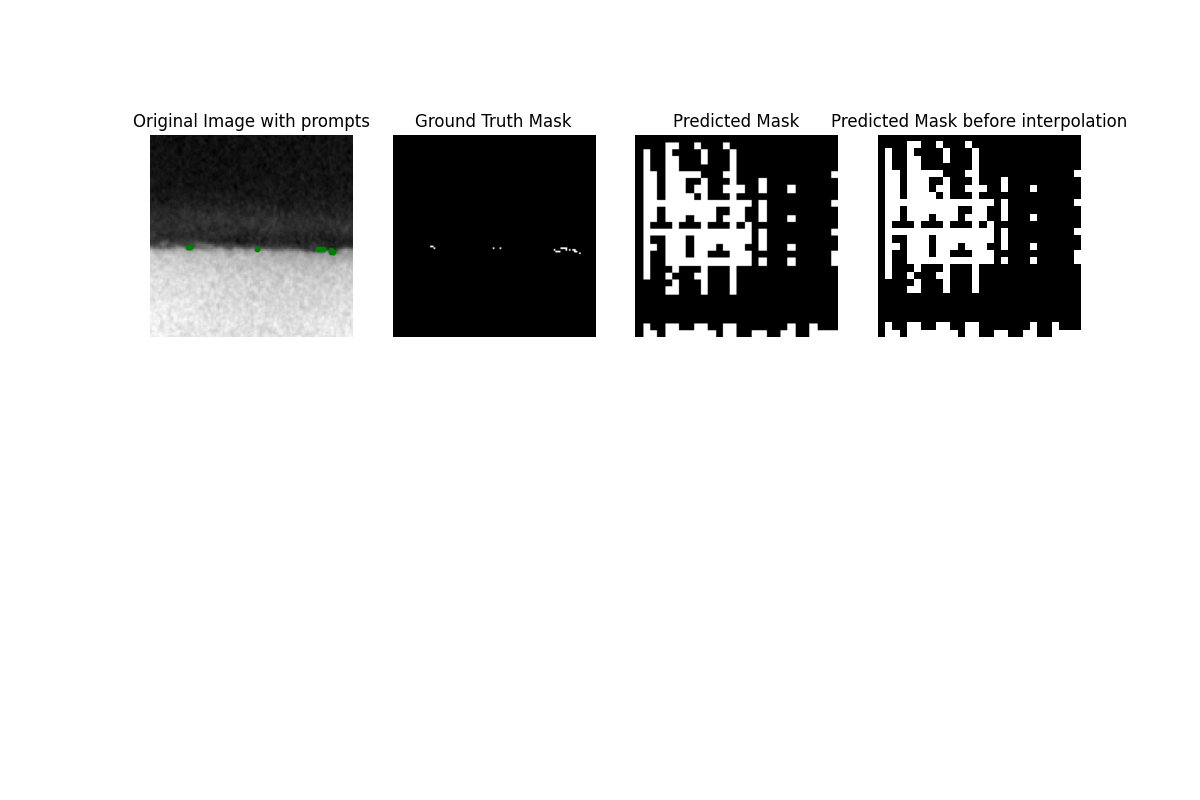 Original Image with prompts
Ground Truth Mask
Predicted Mask
Predicted Mask before interpolation